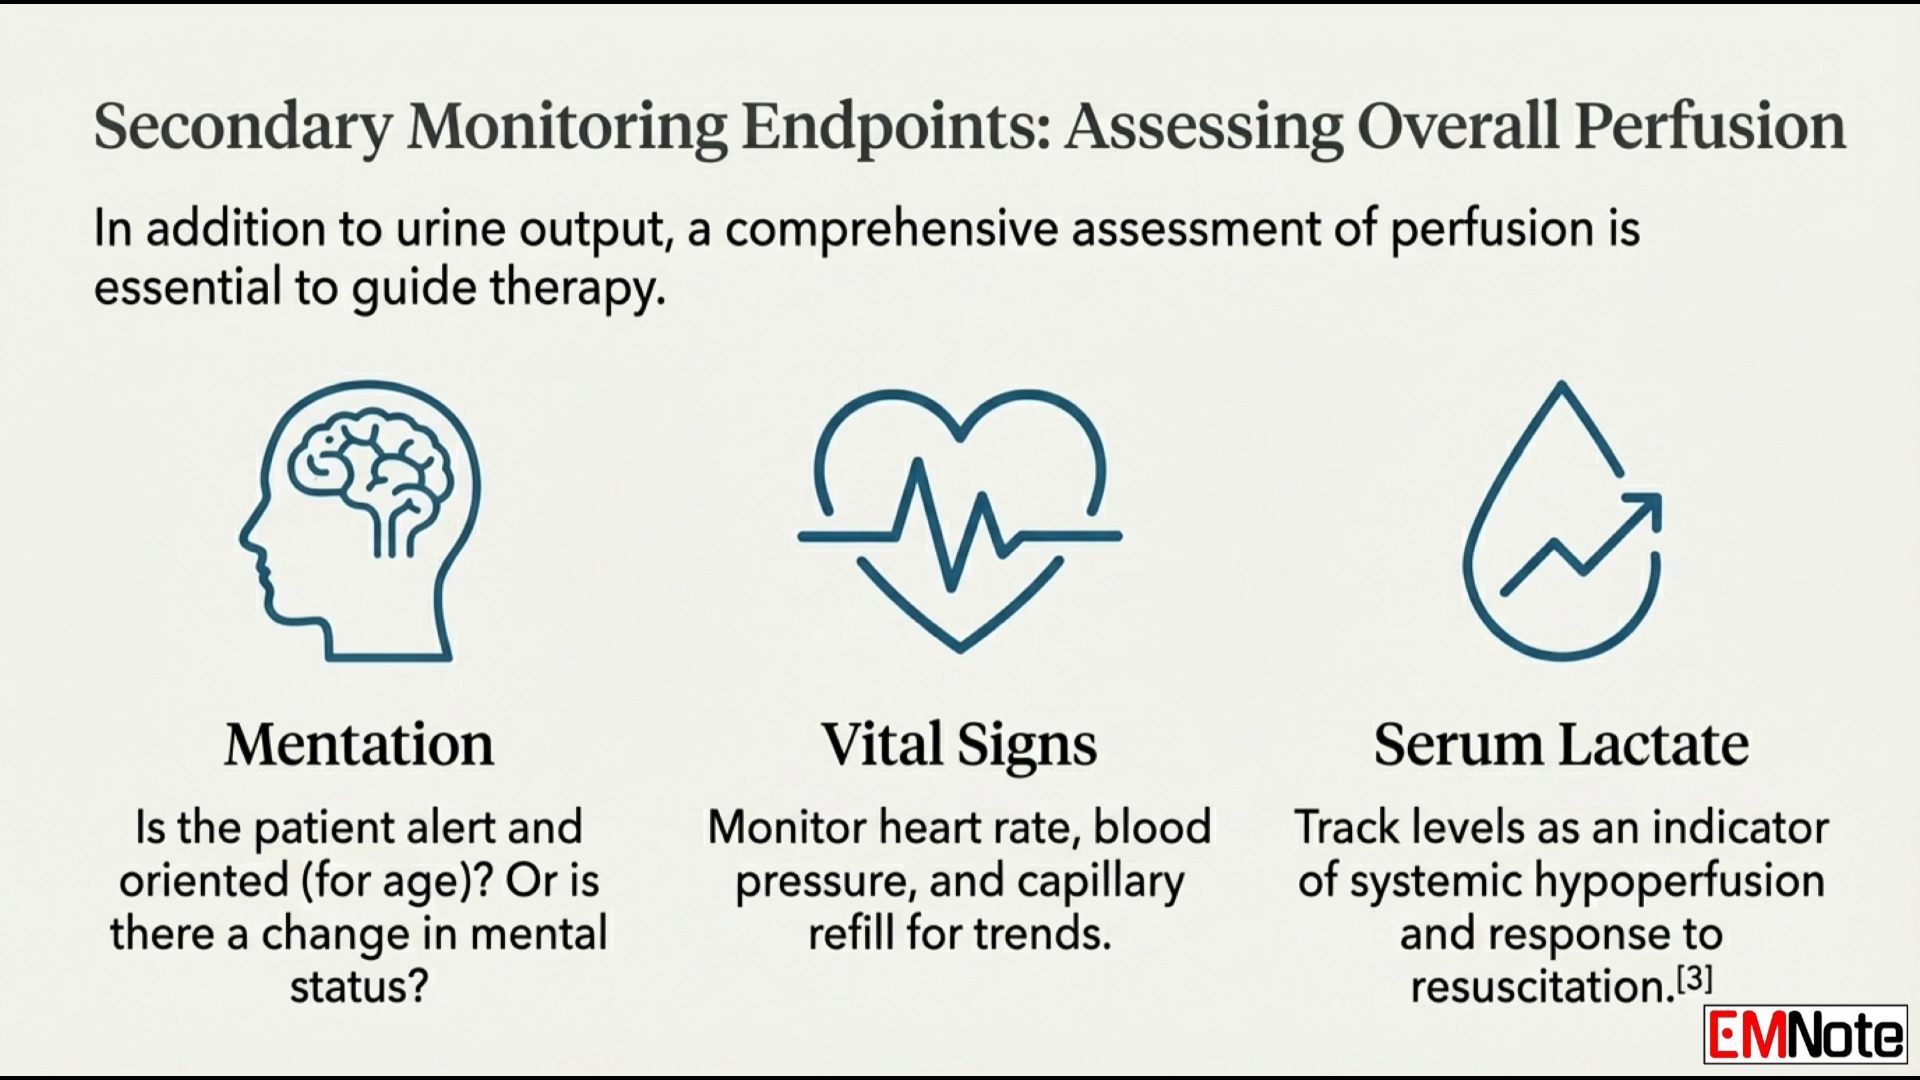 Secondary Monitoring Endpoints: Assessing Overall Perfusion
In addition to urine output, a comprehensive assessment of perfusion is
essential to guide therapy.
Mentation
Is the patient alert and
oriented (for age)? Or is
there a change in mental
status?
Vital Signs
Monitor heart rate, blood
pressure, and capillary
refill for trends.
Serum Lactate
Track levels as an indicator
of systemic hypoperfusion
and response to
resuscitation.[3]
EMNote